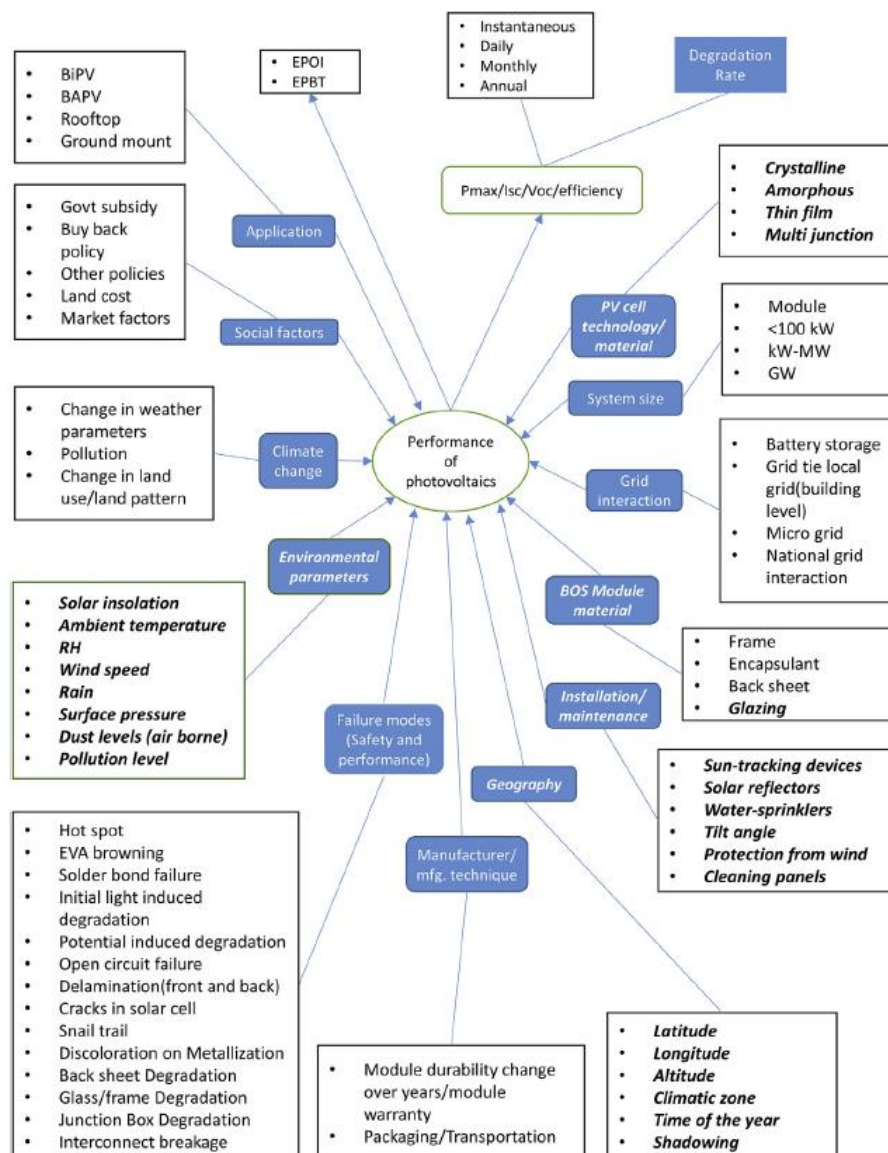 • Instantaneous
• Daily
• Monthly
• Annual
• EPOI
• EPBT
Degradation
Rate
• BiPV
• BAPV
• Rooftop
• Ground mount
Pmax/Isc/Voc/efficiency
• Crystalline
• Amorphous
• Thin film
• Multi junction
• Govt subsidy
• Buy back
policy
• Other policies
• Land cost
• Market factors
Application
Social factors
PV cell
technology/
material
• Module
• <100 kW
• kW-MW
• GW
System size
• Change in weather
parameters
• Pollution
• Change in land
use/land pattern
Climate
change
Performance
of
photovoltaics
Grid
interaction
• Battery storage
• Grid tie local
grid(building
level)
• Micro grid
• National grid
interaction
Environmental
parameters
BOS Module
material
• Solar insolation
• Ambient temperature
• RH
• Wind speed
• Rain
• Surface pressure
• Dust levels (air borne)
• Pollution level
• Frame
• Encapsulant
• Back sheet
• Glazing
Installation/
maintenance
Failure modes
(Safety and
performance)
Geography
• Sun-tracking devices
• Solar reflectors
• Water-sprinklers
• Tilt angle
• Protection from wind
• Cleaning panels
Manufacturer/
mfg. technique
• Hot spot
• EVA browning
• Solder bond failure
• Initial light induced
degradation
• Potential induced degradation
• Open circuit failure
• Delamination(front and back)
• Cracks in solar cell
• Snail trail
• Discoloration on Metallization
• Back sheet Degradation
• Glass/frame Degradation
• Junction Box Degradation
• Interconnect breakage
• Module durability change
over years/module
warranty
• Packaging/Transportation
• Latitude
• Longitude
• Altitude
• Climatic zone
• Time of the year
• Shadowing